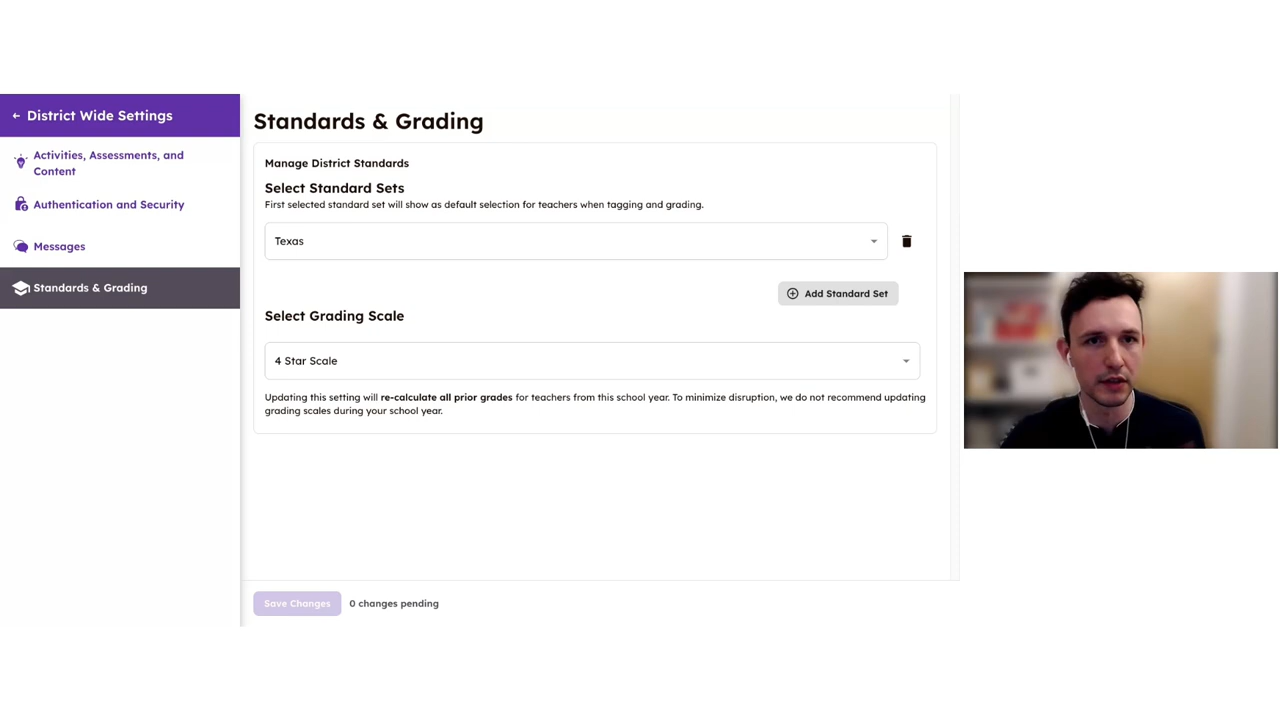 ← District Wide Settings
Activities, Assessments, and
Content
Authentication and Security
Messages
Standards & Grading
Standards & Grading
Manage District Standards
Select Standard Sets
First selected standard set will show as default selection for teachers when tagging and grading.
Texas
Add Standard Set
Select Grading Scale
4 Star Scale
Updating this setting will re-calculate all prior grades for teachers from this school year. To minimize disruption, we do not recommend updating
grading scales during your school year.
Save Changes
0 changes pending